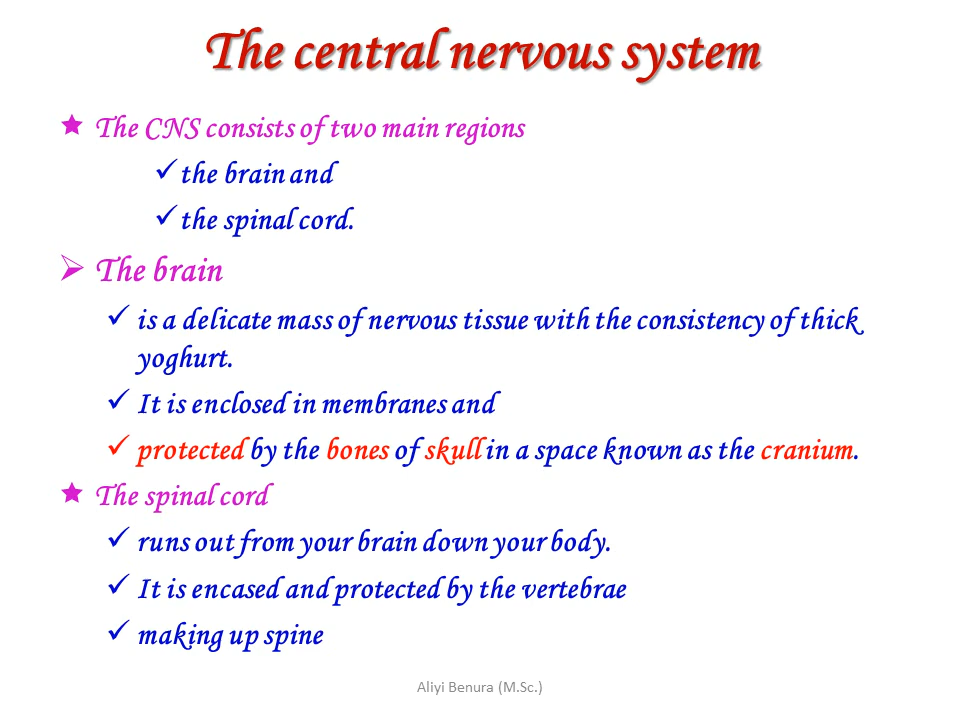 The central nervous system
The CNS consists of two main regions
the brain and
the spinal cord.
The brain
is a delicate mass of nervous tissue with the consistency of thick
yoghurt.
It is enclosed in membranes and
protected by the bones of skull in a space known as the cranium.
The spinal cord
runs out from your brain down your body.
It is encased and protected by the vertebrae
making up spine
Aliyi Benura (M.Sc.)